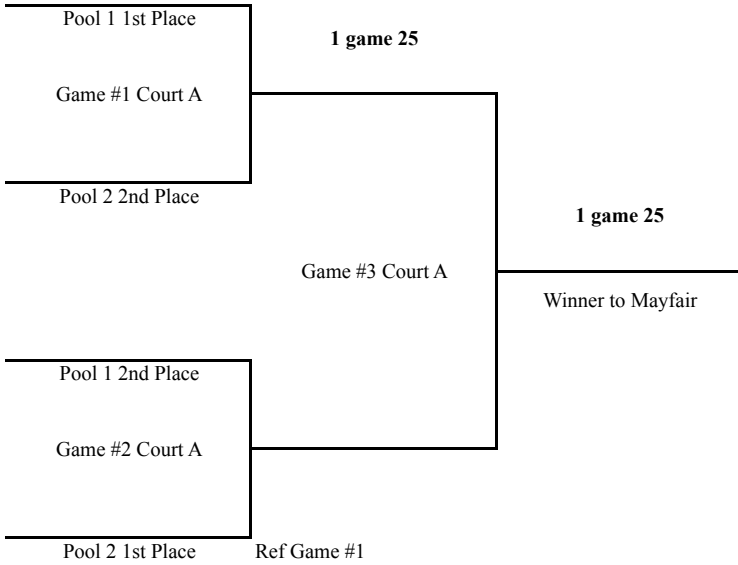 Pool 1 1st Place
1 game 25
Game #1 Court A
Pool 2 2nd Place
1 game 25
Game #3 Court A
Winner to Mayfair
Pool 1 2nd Place
Game #2 Court A
Pool 2 1st Place
Ref Game #1